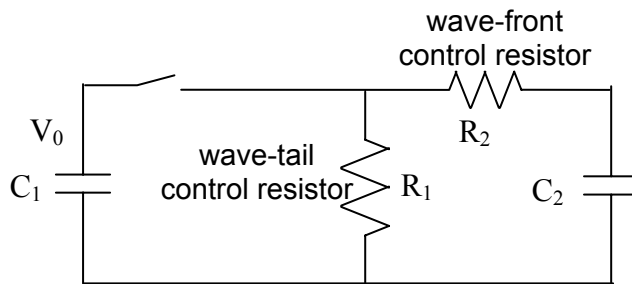 wave-front
control resistor
V₀
R₂
wave-tail
control resistor
C₁
R₁
C₂